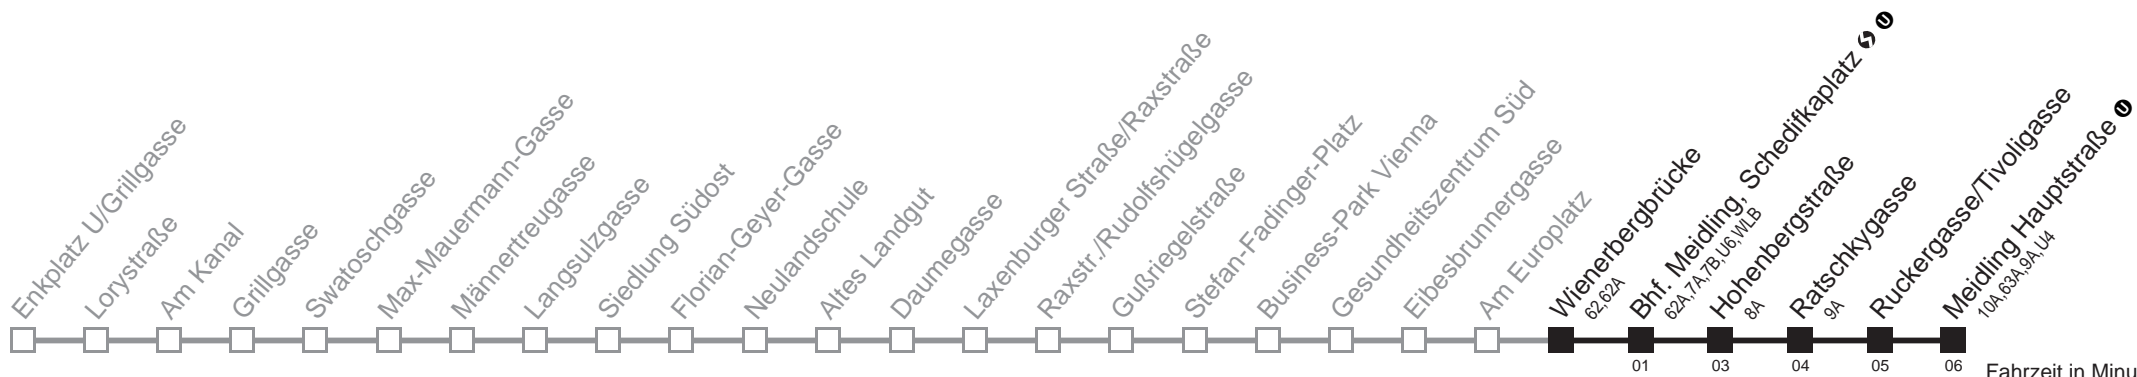 Enkplatz U/Grillgasse
Lorystraße
Am Kanal
Grillgasse
Swatoschgasse
Max-Mauermann-Gasse
Männertreugasse
Langsulzgasse
Siedlung Südost
Florian-Geyer-Gasse
Neulandschule
Altes Landgut
Daumegasse
Laxenburger Straße/Raxstraße
Raxstr./Rudolfshügelgasse
Gußriegelstraße
Stefan-Fadinger-Platz
Business-Park Vienna
Gesundheitszentrum Süd
Eibesbrunnergasse
Am Europlatz
Wienerbergbrücke
62,62A
Bhf. Meidling, Schedifkaplatz U
62A,7A,7B,U6,WLB
Hohenbergstraße
8A
Ratschkygasse
9A
Ruckergasse/Tivoligasse
Meidling Hauptstraße U
10A,63A,9A,U4
01 03 04 05 06
Fahrzeit in Minu